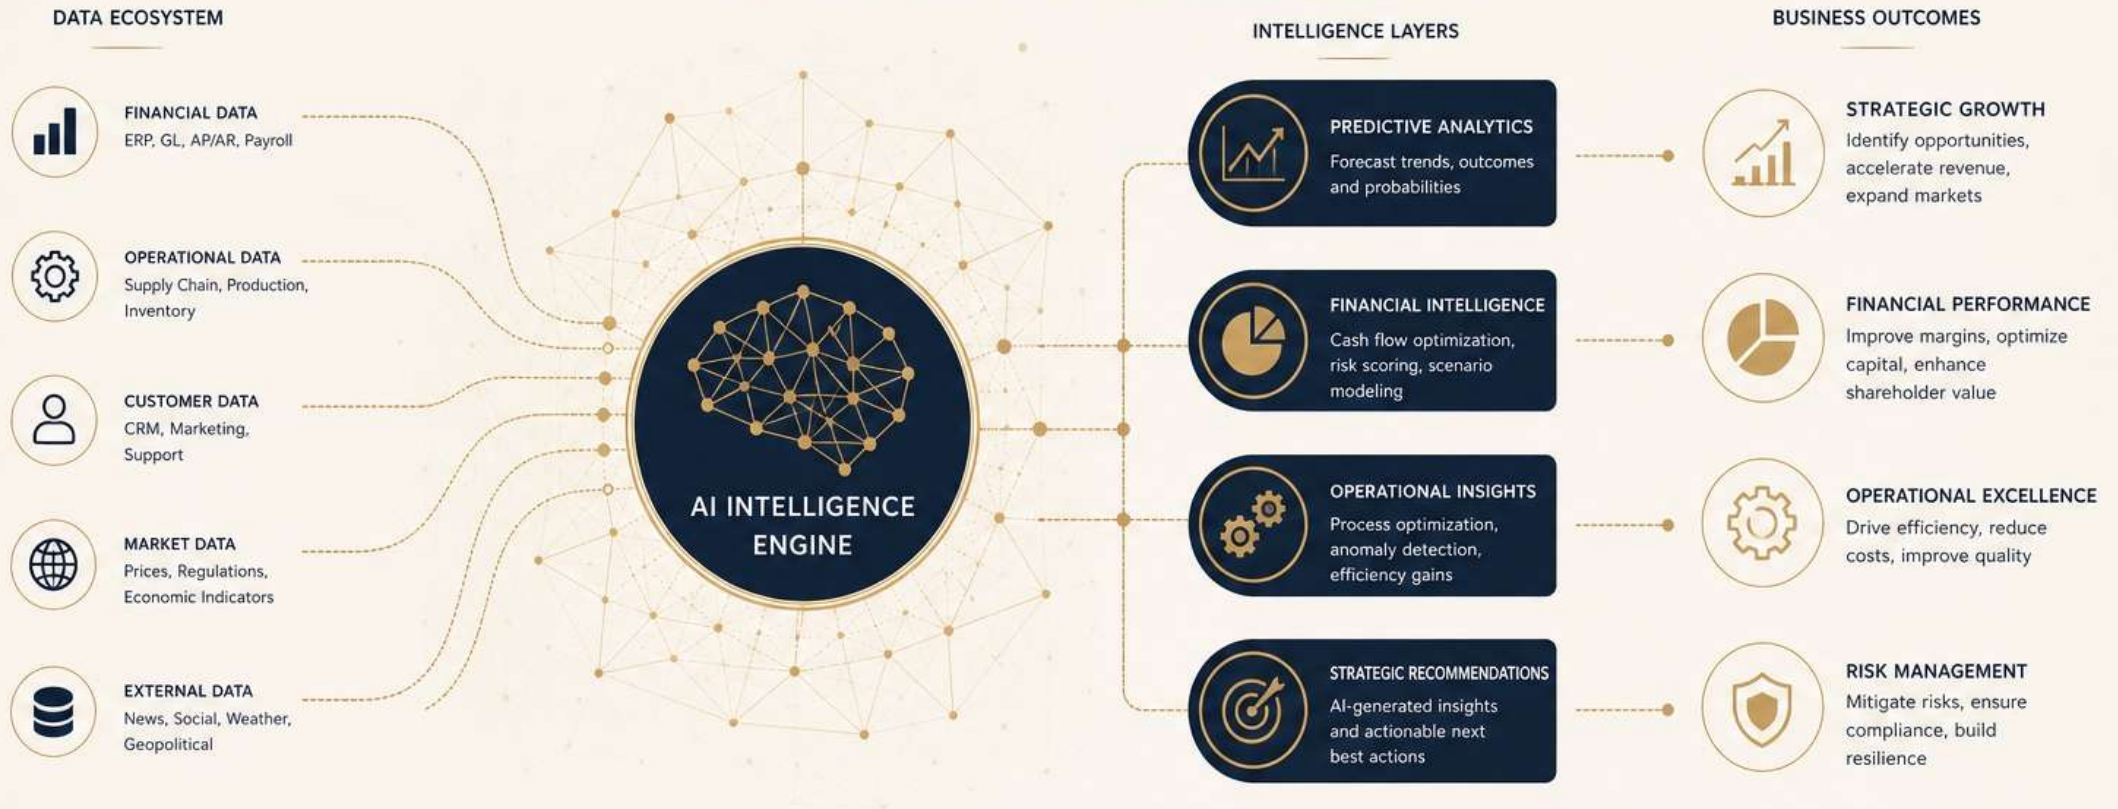 DATA ECOSYSTEM
FINANCIAL DATA
ERP, GL, AP/AR, Payroll
OPERATIONAL DATA
Supply Chain, Production,
Inventory
CUSTOMER DATA
CRM, Marketing,
Support
MARKET DATA
Prices, Regulations,
Economic Indicators
EXTERNAL DATA
News, Social, Weather,
Geopolitical
AI INTELLIGENCE
ENGINE
INTELLIGENCE LAYERS
PREDICTIVE ANALYTICS
Forecast trends, outcomes
and probabilities
FINANCIAL INTELLIGENCE
Cash flow optimization,
risk scoring, scenario
modeling
OPERATIONAL INSIGHTS
Process optimization,
anomaly detection,
efficiency gains
STRATEGIC RECOMMENDATIONS
AI-generated insights
and actionable next
best actions
BUSINESS OUTCOMES
STRATEGIC GROWTH
Identify opportunities,
accelerate revenue,
expand markets
FINANCIAL PERFORMANCE
Improve margins, optimize
capital, enhance
shareholder value
OPERATIONAL EXCELLENCE
Drive efficiency, reduce
costs, improve quality
RISK MANAGEMENT
Mitigate risks, ensure
compliance, build
resilience